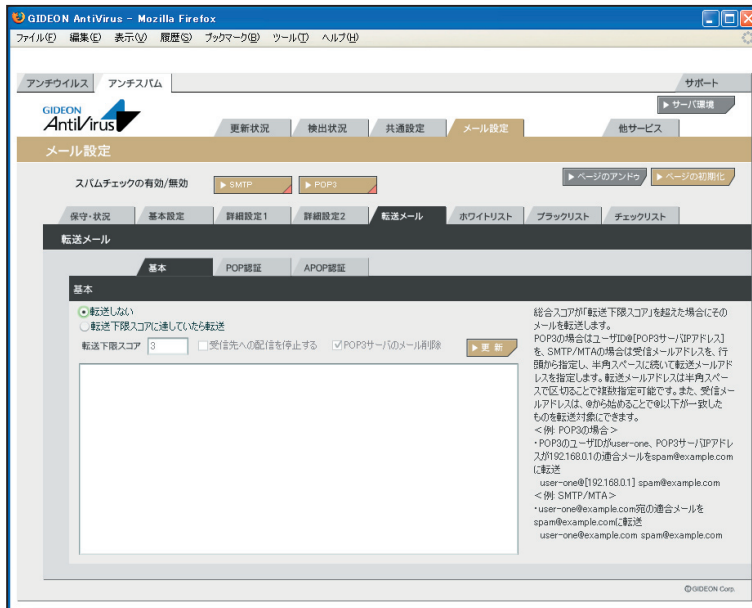 GIDEON AntiVirus - Mozilla Firefox
ファイル(F) 編集(E) 表示(V) 履歴(S) ブックマーク(B) ツール(T) ヘルプ(H)
アンチウイルス アンチスパム サポート
GIDEON
AntiVirus
▶ サーバ環境
更新状況 検出状況 共通設定 メール設定 他サービス
メール設定
スパムチェックの有効/無効 ▶ SMTP ▶ POP3 ▶ ページのアンドゥ ▶ ページの初期化
保守・状況 基本設定 詳細設定1 詳細設定2 転送メール ホワイトリスト ブラックリスト チェックリスト
転送メール
基本 POP認証 APOP認証
基本
転送しない
転送下限スコアに達していたら転送
転送下限スコア 3 受信先への配信を停止する POP3サーバのメール削除 ▶ 更 新
総合スコアが「転送下限スコア」を超えた場合にその
メールを転送します。
POP3の場合はユーザID@[POP3サーバIPアドレス]
を、SMTP/MTAの場合は受信メールアドレスを、行
頭から指定し、半角スペースに続いて転送メールアド
レスを指定します。転送メールアドレスは半角スペー
スで区切ることで複数指定可能です。また、受信メー
ルアドレスは、@から始めることで@以下が一致した
ものを転送対象にできます。
<例: POP3の場合>
・POP3のユーザIDがuser-one、POP3サーバIPアドレ
スが192.168.0.1の適合メールをspam@example.com
に転送
user-one@[192.168.0.1] spam@example.com
<例: SMTP/MTA>
・user-one@example.com宛の適合メールを
spam@example.comに転送
user-one@example.com spam@example.com
©GIDEON Corp.